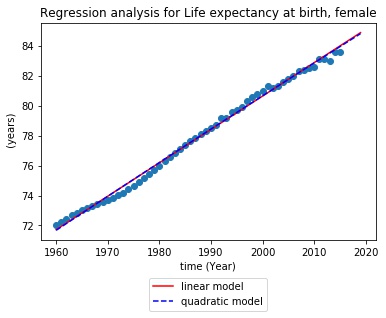 Regression analysis for Life expectancy at birth, female
84
82
80
78
76
74
72
(years)
1960 1970 1980 1990 2000 2010 2020
time (Year)
linear model
quadratic model